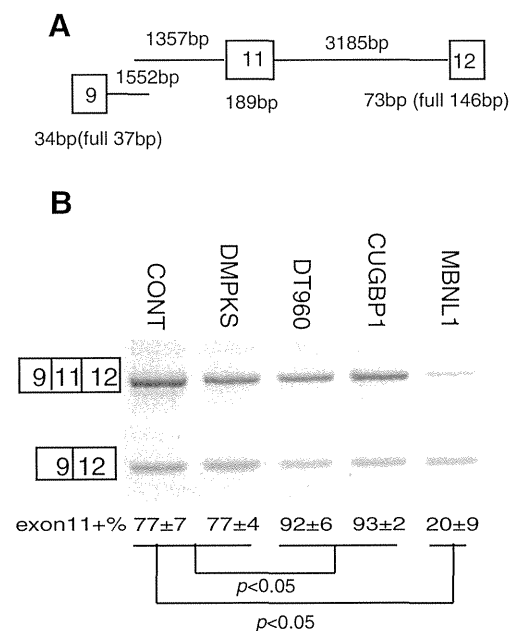 A
1357bp
11
3185bp
12
9
1552bp
189bp
73bp (full 146bp)
34bp(full 37bp)
B
CONT
DMPKS
DT960
CUGBP1
MBNL1
9 11 12
9 12
exon11+% 77±7 77±4 92±6 93±2 20±9
p<0.05
p<0.05